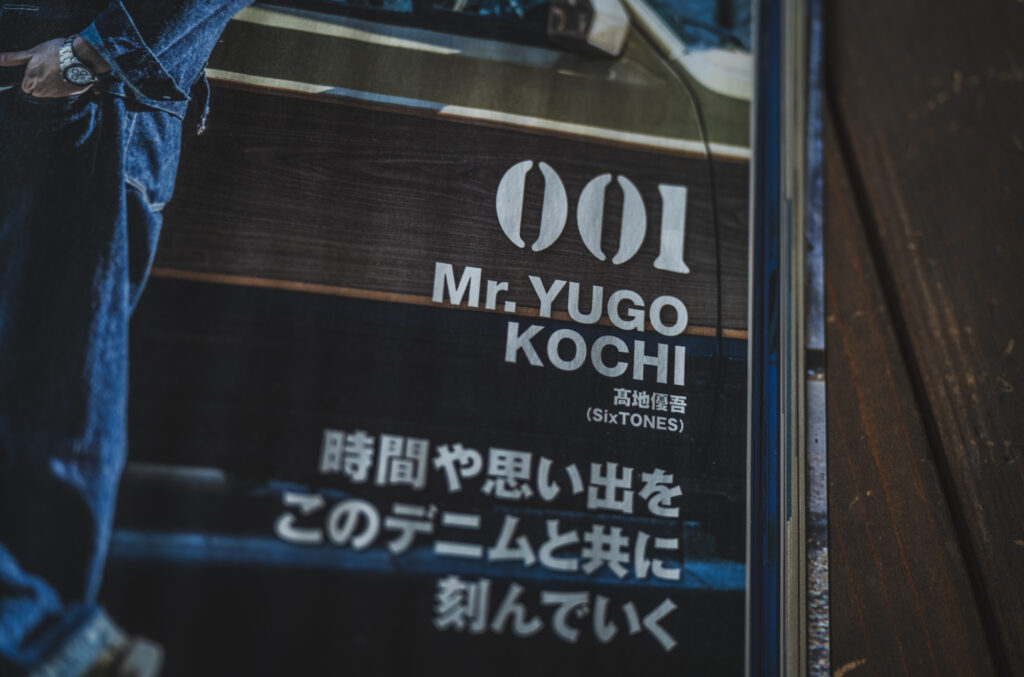 001
Mr. YUGO
KOCHI
髙地優吾
(SixTONES)
時間や思い出を
このデニムと共に
刻んでいく